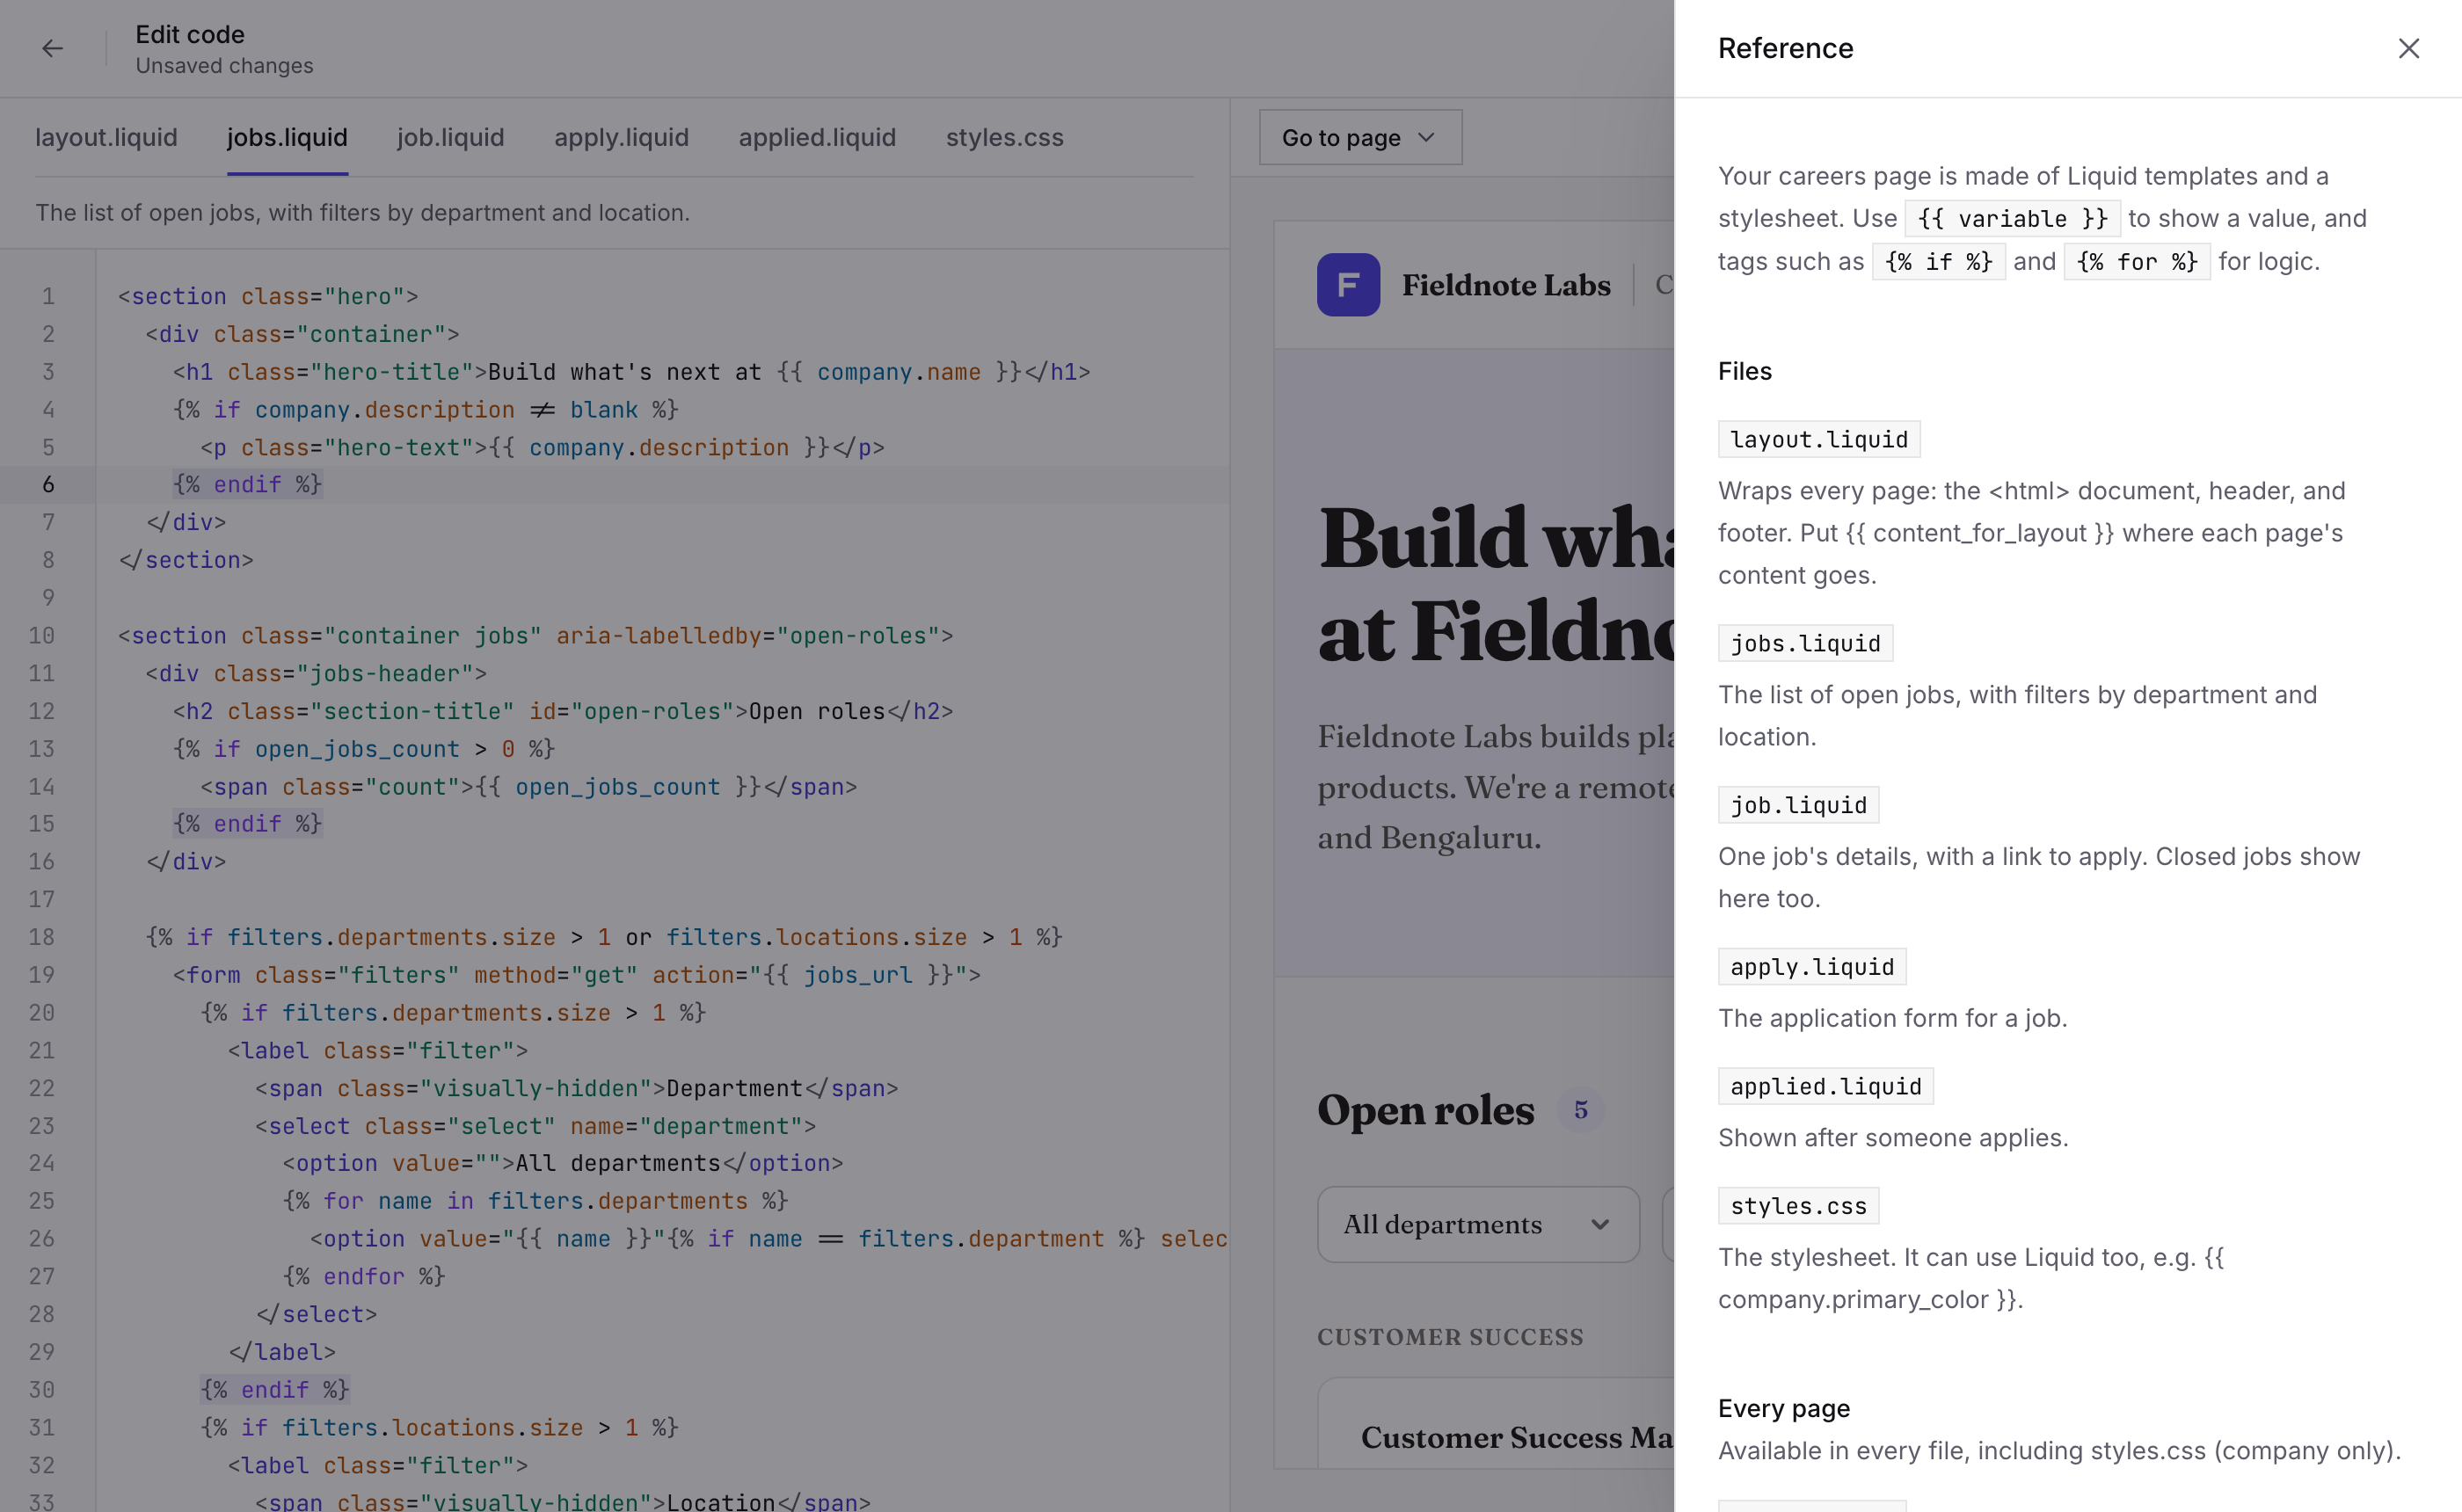 Edit code
Unsaved changes
layout.liquid jobs.liquid job.liquid apply.liquid applied.liquid styles.css
The list of open jobs, with filters by department and location.
1 <section class="hero">
2 <div class="container">
3 <h1 class="hero-title">Build what's next at {{ company.name }}</h1>
4 {% if company.description != blank %}
5 <p class="hero-text">{{ company.description }}</p>
6 {% endif %}
7 </div>
8 </section>
9
10 <section class="container jobs" aria-labelledby="open-roles">
11 <div class="jobs-header">
12 <h2 class="section-title" id="open-roles">Open roles</h2>
13 {% if open_jobs_count > 0 %}
14 <span class="count">{{ open_jobs_count }}</span>
15 {% endif %}
16 </div>
17
18 {% if filters.departments.size > 1 or filters.locations.size > 1 %}
19 <form class="filters" method="get" action="{{ jobs_url }}">
20 {% if filters.departments.size > 1 %}
21 <label class="filter">
22 <span class="visually-hidden">Department</span>
23 <select class="select" name="department">
24 <option value="">All departments</option>
25 {% for name in filters.departments %}
26 <option value="{{ name }}"{% if name == filters.department %} selec
27 {% endfor %}
28 </select>
29 </label>
30 {% endif %}
31 {% if filters.locations.size > 1 %}
32 <label class="filter">
33 <span class="visually-hidden">Location</span>
Go to page
F Fieldnote Labs C
Build wha
at Fieldno
Fieldnote Labs builds pla
products. We're a remote
and Bengaluru.
Open roles 5
All departments
CUSTOMER SUCCESS
Customer Success Ma
Reference
Your careers page is made of Liquid templates and a
stylesheet. Use {{ variable }} to show a value, and
tags such as {% if %} and {% for %} for logic.
Files
layout.liquid
Wraps every page: the <html> document, header, and
footer. Put {{ content_for_layout }} where each page's
content goes.
jobs.liquid
The list of open jobs, with filters by department and
location.
job.liquid
One job's details, with a link to apply. Closed jobs show
here too.
apply.liquid
The application form for a job.
applied.liquid
Shown after someone applies.
styles.css
The stylesheet. It can use Liquid too, e.g. {{
company.primary_color }}.
Every page
Available in every file, including styles.css (company only).